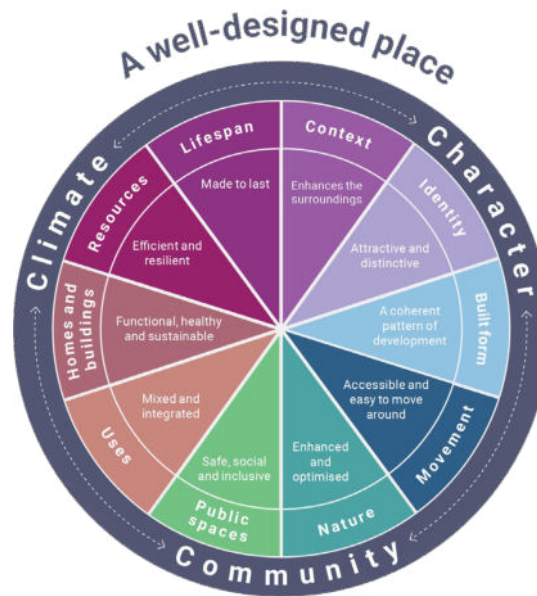 A well-designed place
Climate
Character
Community
Context
Enhances the
surroundings
Identity
Attractive and
distinctive
Built form
A coherent
pattern of
development
Movement
Accessible and
easy to move
around
Nature
Enhanced
and
optimised
Public
spaces
Safe, social
and inclusive
Uses
Mixed and
integrated
Homes and
buildings
Functional, healthy
and sustainable
Resources
Efficient and
resilient
Lifespan
Made to last